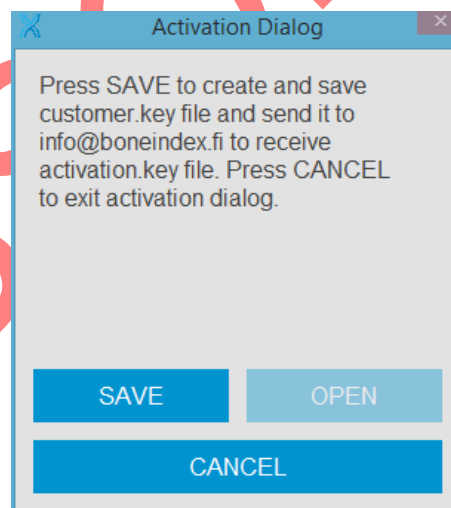 Activation Dialog
Press SAVE to create and save
customer.key file and send it to
info@boneindex.fi to receive
activation.key file. Press CANCEL
to exit activation dialog.
SAVE OPEN
CANCEL